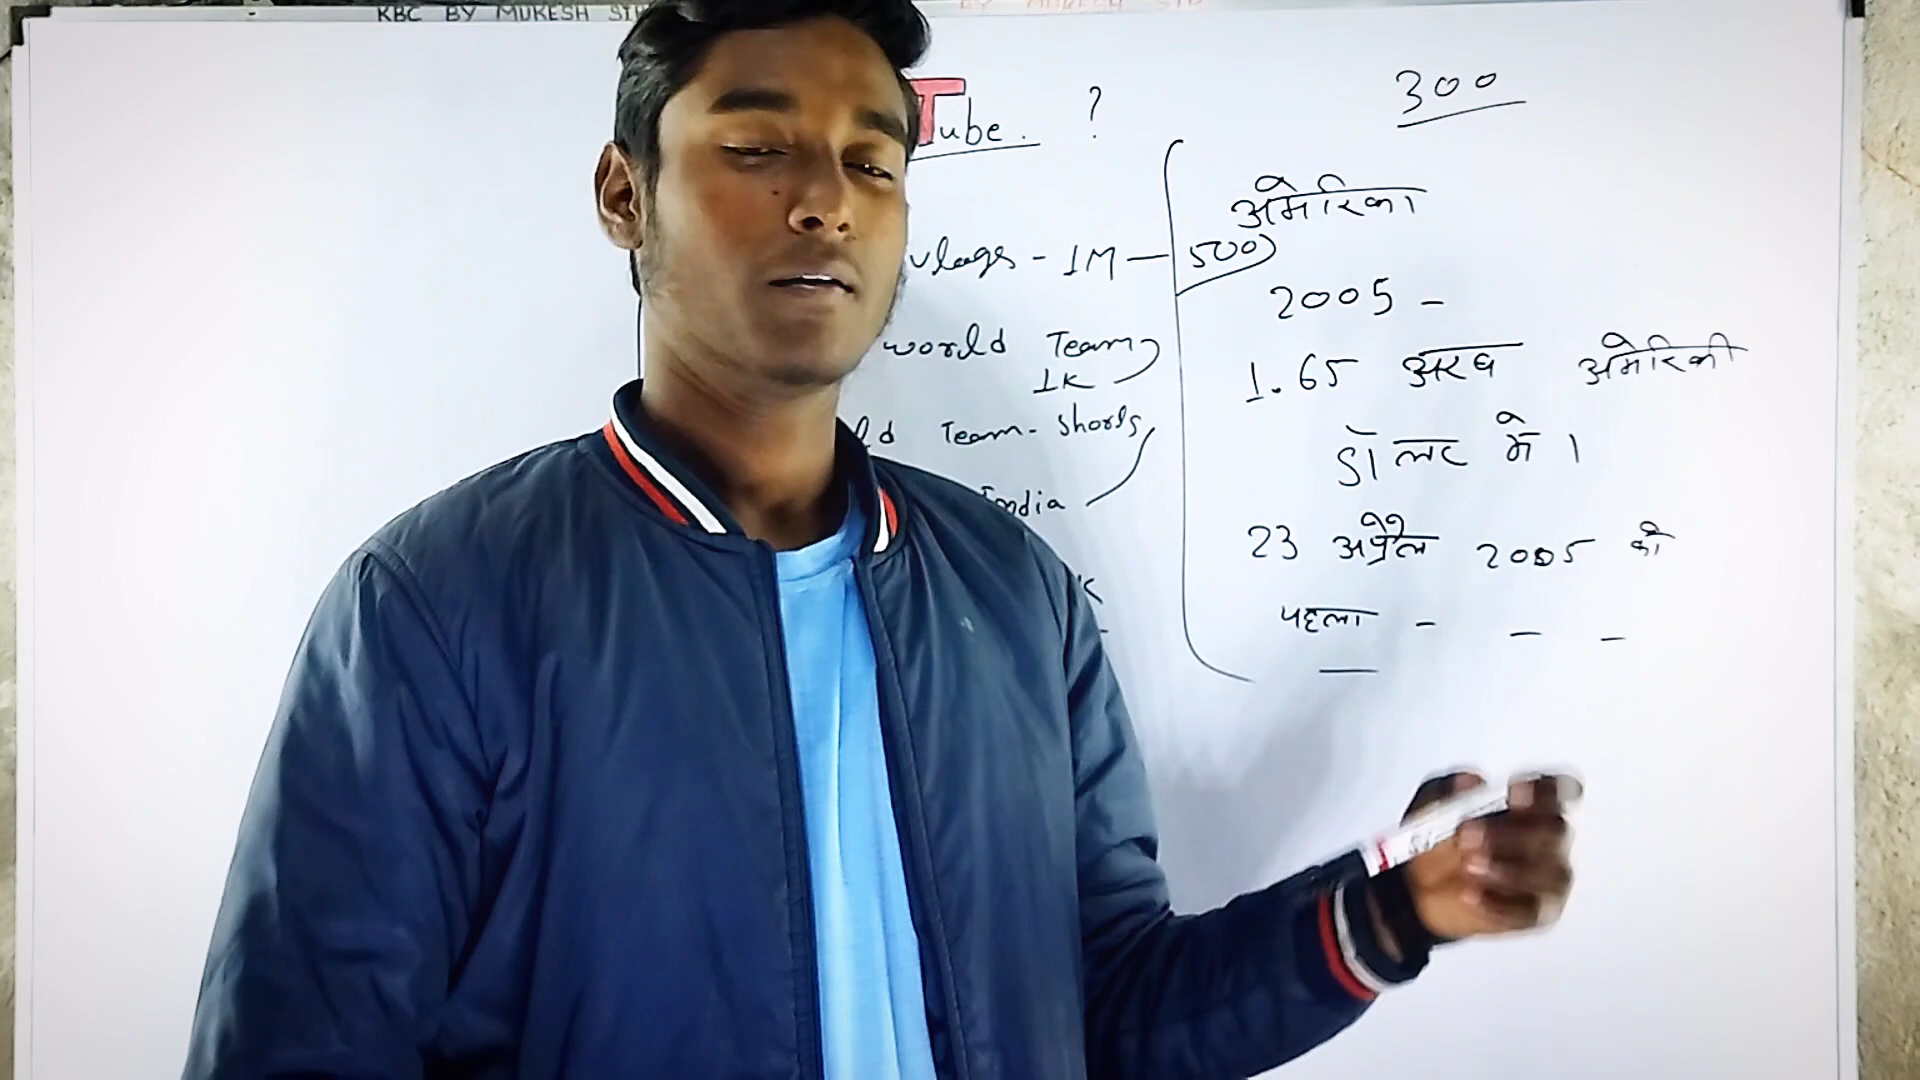 KBC BY MUKESH SIR
BY MUKESH SIR
Tube. ?
300
vlogs - 1M - 500
world Team
1K
ld Team - Shorts
India
K
अमेरिका
2005 -
1.65 अरब अमेरिकी
डॉलर मे ।
23 अप्रैल 2005 को
पहला - - -